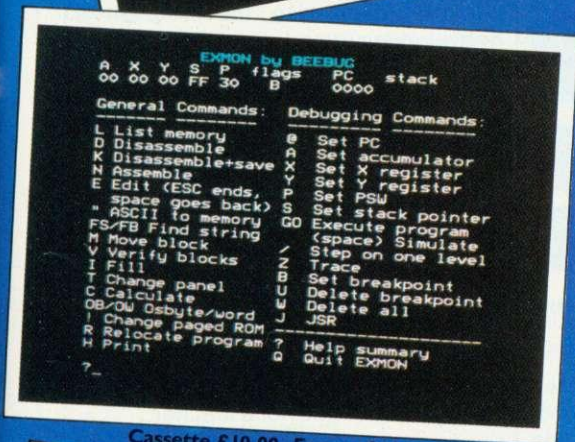 EXMON by BEEBUG
A X Y S P flags PC stack
00 00 00 FF 30 B 0000
General Commands:
L List memory
D Disassemble
K Disassemble+save
N Assemble
E Edit (ESC ends,
space goes back)
" ASCII to memory
FS/FB Find string
M Move block
V Verify blocks
I Fill
T Change panel
C Calculate
OB/OW Osbyte/word
! Change paged ROM
R Relocate program
H Print
?_
Debugging Commands:
@ Set PC
A Set accumulator
X Set X register
Y Set Y register
P Set PSW
S Set stack pointer
GO Execute program
(space) Simulate
/ Step on one level
Z Trace
B Set breakpoint
U Delete breakpoint
W Delete all
J JSR
? Help summary
Q Quit EXMON
Cassette £10.00